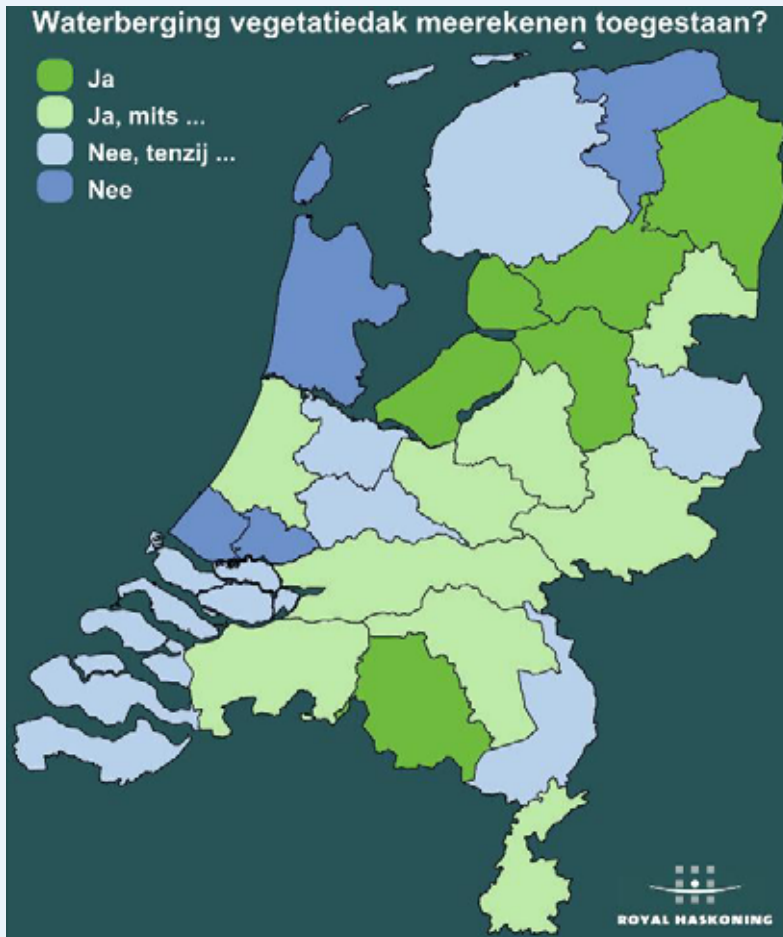 Waterberging vegetatiedak meerekenen toegestaan?
Ja
Ja, mits ...
Nee, tenzij ...
Nee
ROYAL HASKONING